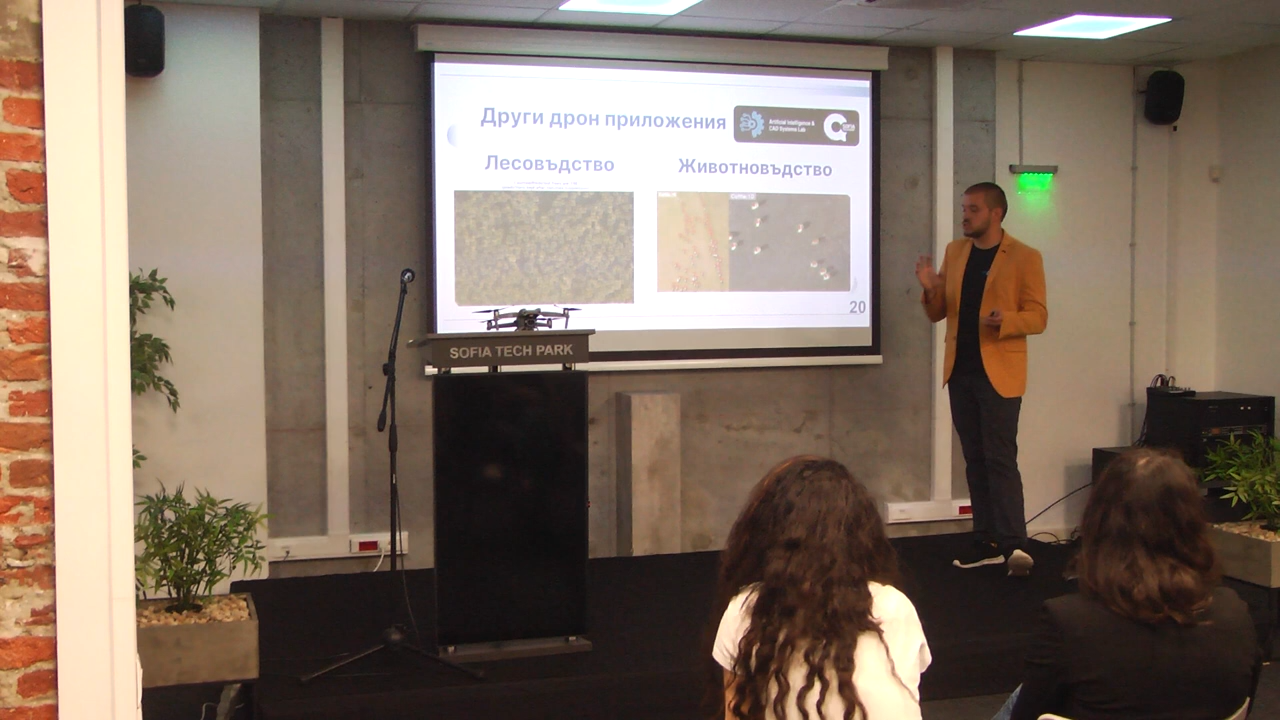 Други дрон приложения
Artificial Intelligence &
CAD Systems Lab
Лесовъдство
Животновъдство
20
SOFIA TECH PARK